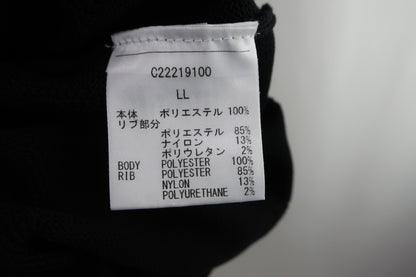 C22219100
LL
本体 ポリエステル 100%
リブ部分
ポリエステル 85%
ナイロン 13%
ポリウレタン 2%
BODY POLYESTER 100%
RIB POLYESTER 85%
NYLON 13%
POLYURETHANE 2%